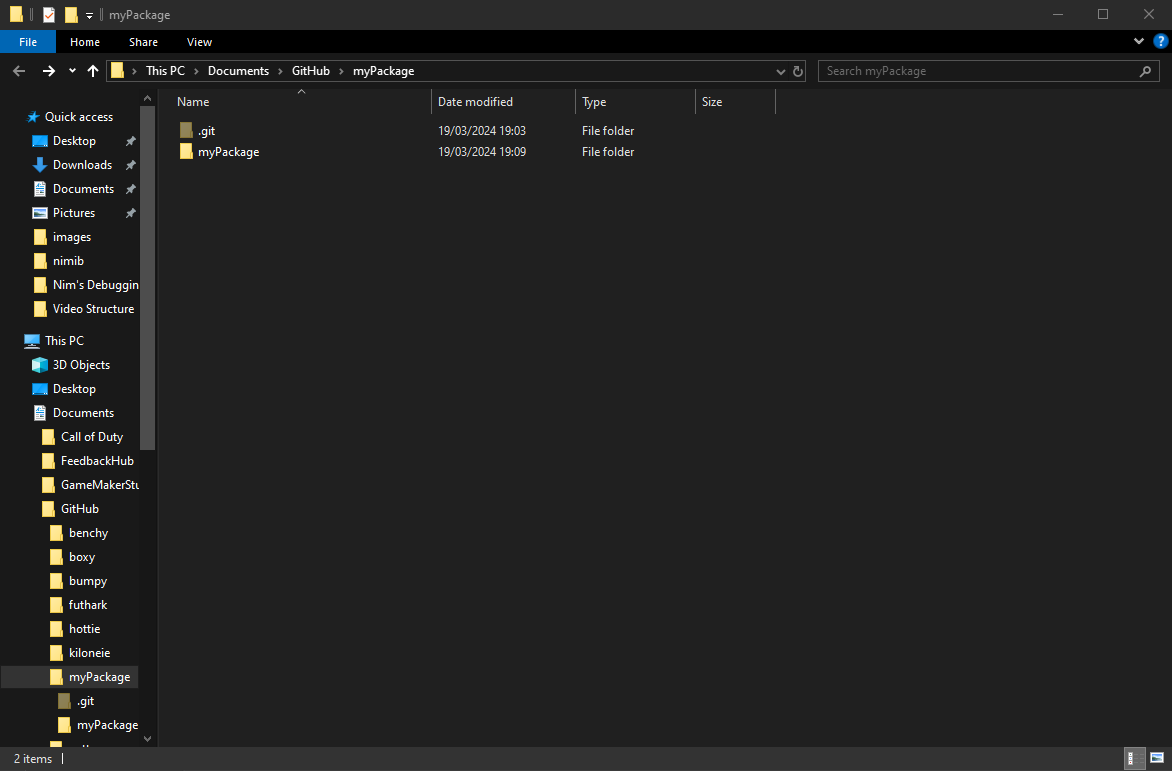 myPackage
File Home Share View
This PC Documents GitHub myPackage Search myPackage
Name Date modified Type Size
.git 19/03/2024 19:03 File folder
myPackage 19/03/2024 19:09 File folder
Quick access
Desktop
Downloads
Documents
Pictures
images
nimib
Nim's Debuggin
Video Structure
This PC
3D Objects
Desktop
Documents
Call of Duty
FeedbackHub
GameMakerStu
GitHub
benchy
boxy
bumpy
futhark
hottie
kiloneie
myPackage
.git
myPackage
2 items